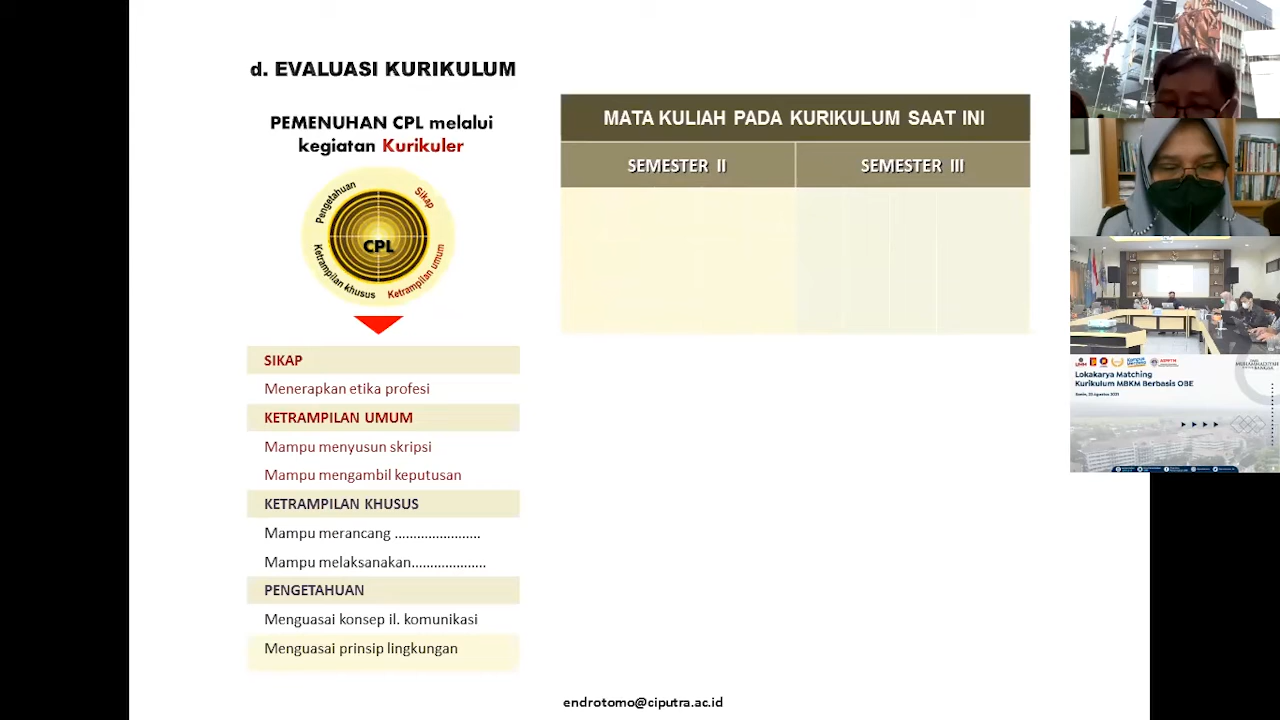 d. EVALUASI KURIKULUM
PEMENUHAN CPL melalui
kegiatan Kurikuler
Pengetahuan
Sikap
CPL
Ketrampilan khusus
Ketrampilan umum
SIKAP
Menerapkan etika profesi
KETRAMPILAN UMUM
Mampu menyusun skripsi
Mampu mengambil keputusan
KETRAMPILAN KHUSUS
Mampu merancang .......................
Mampu melaksanakan....................
PENGETAHUAN
Menguasai konsep il. komunikasi
Menguasai prinsip lingkungan
MATA KULIAH PADA KURIKULUM SAAT INI
SEMESTER II
SEMESTER III
endrotomo@ciputra.ac.id
Lokakarya Matching
Kurikulum MBKM Berbasis OBE